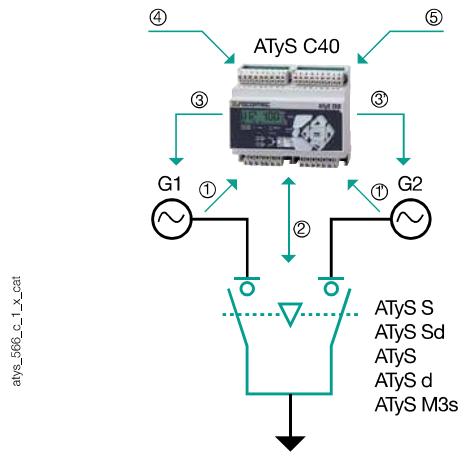 ④
⑤
ATyS C40
③
③'
G1
G2
①
①'
②
ATyS S
ATyS Sd
ATyS
ATyS d
ATyS M3s
atys_566_c_1_x_cat